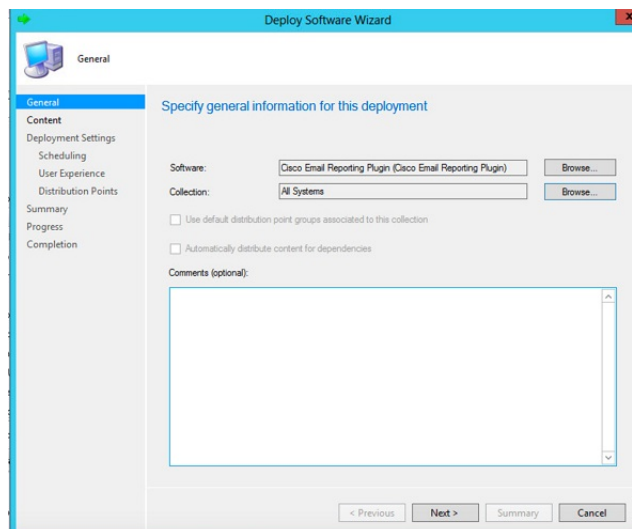 Deploy Software Wizard
x
General
General
Content
Deployment Settings
Scheduling
User Experience
Distribution Points
Summary
Progress
Completion
Specify general information for this deployment
Software: Cisco Email Reporting Plugin (Cisco Email Reporting Plugin) Browse...
Collection: All Systems Browse...
Use default distribution point groups associated to this collection
Automatically distribute content for dependencies
Comments (optional):
< Previous Next > Summary Cancel